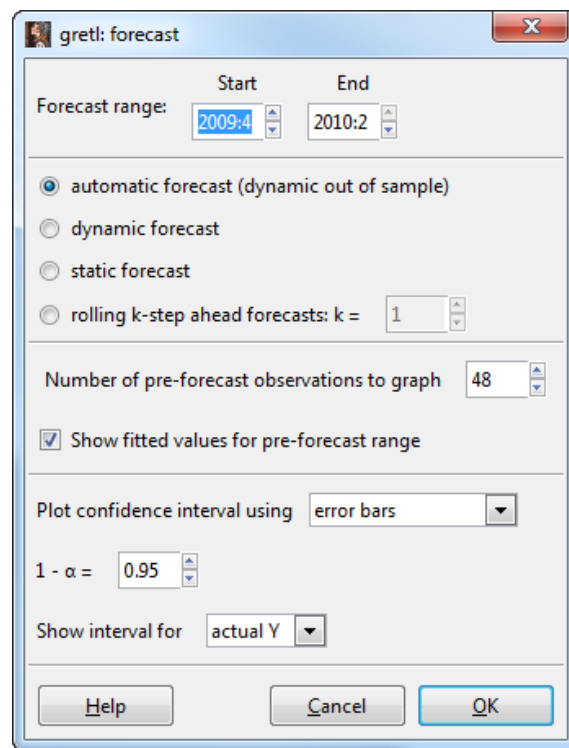 gretl: forecast
Start End
Forecast range: 2009:4 2010:2
automatic forecast (dynamic out of sample)
dynamic forecast
static forecast
rolling k-step ahead forecasts: k = 1
Number of pre-forecast observations to graph 48
Show fitted values for pre-forecast range
Plot confidence interval using error bars
1 - α = 0.95
Show interval for actual Y
Help Cancel OK